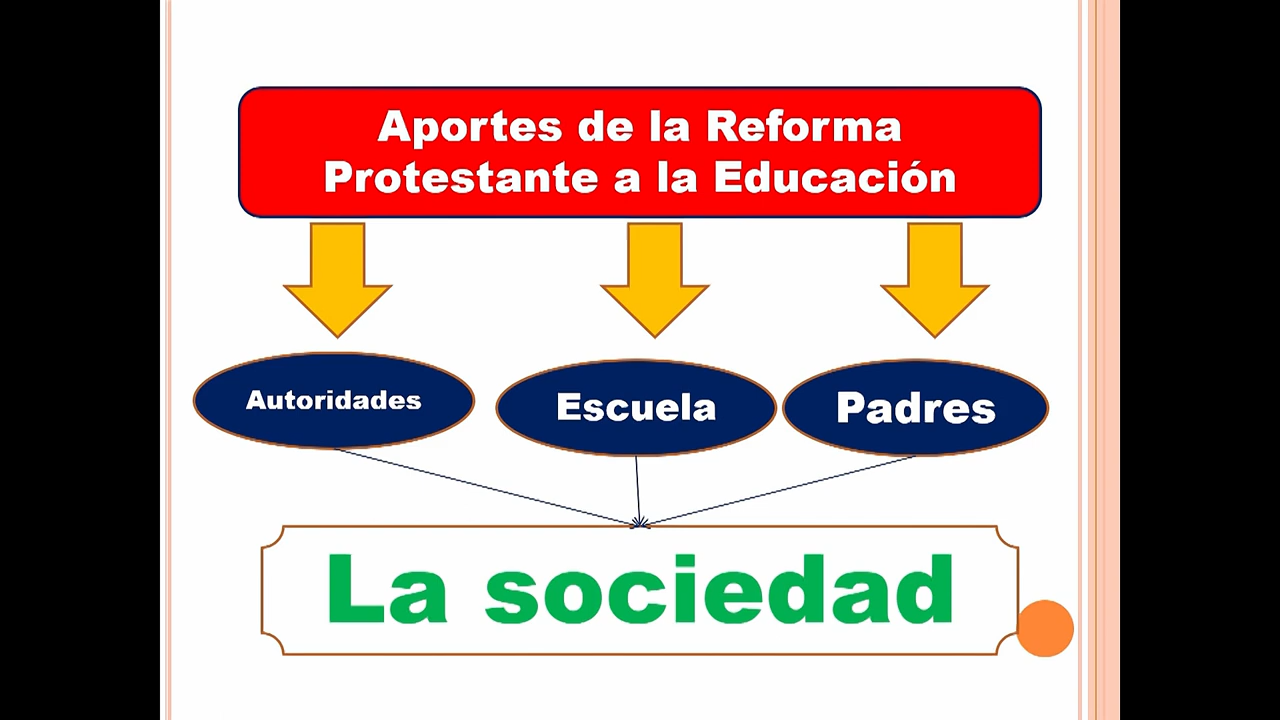 Aportes de la Reforma
Protestante a la Educación
Autoridades
Escuela
Padres
La sociedad